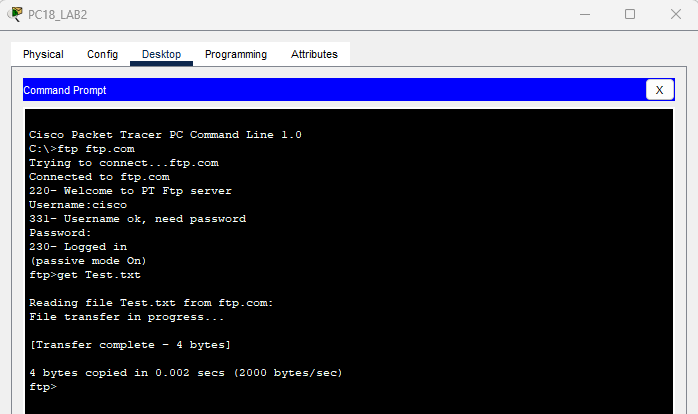 PC18_LAB2
Physical Config Desktop Programming Attributes
Command Prompt X
Cisco Packet Tracer PC Command Line 1.0
C:\>ftp ftp.com
Trying to connect...ftp.com
Connected to ftp.com
220- Welcome to PT Ftp server
Username:cisco
331- Username ok, need password
Password:
230- Logged in
(passive mode On)
ftp>get Test.txt
Reading file Test.txt from ftp.com:
File transfer in progress...
[Transfer complete - 4 bytes]
4 bytes copied in 0.002 secs (2000 bytes/sec)
ftp>